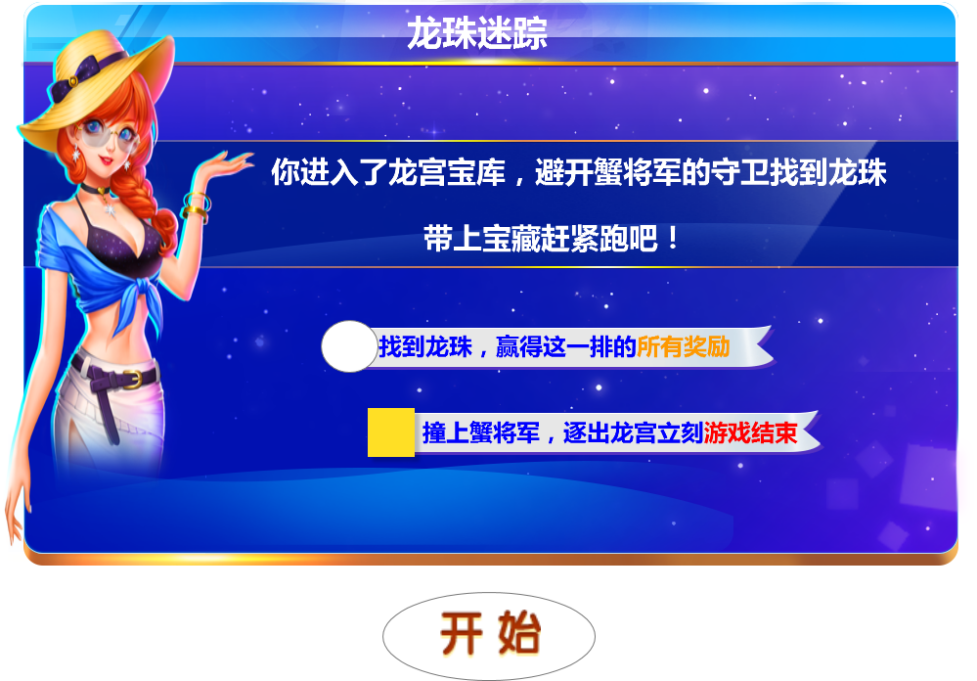 龙珠迷踪
你进入了龙宫宝库，避开蟹将军的守卫找到龙珠
带上宝藏赶紧跑吧！
找到龙珠，赢得这一排的所有奖励
撞上蟹将军，逐出龙宫立刻游戏结束
开始